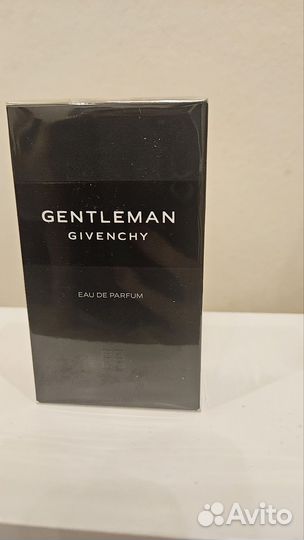 GENTLEMAN
GIVENCHY
EAU DE PARFUM
Avito